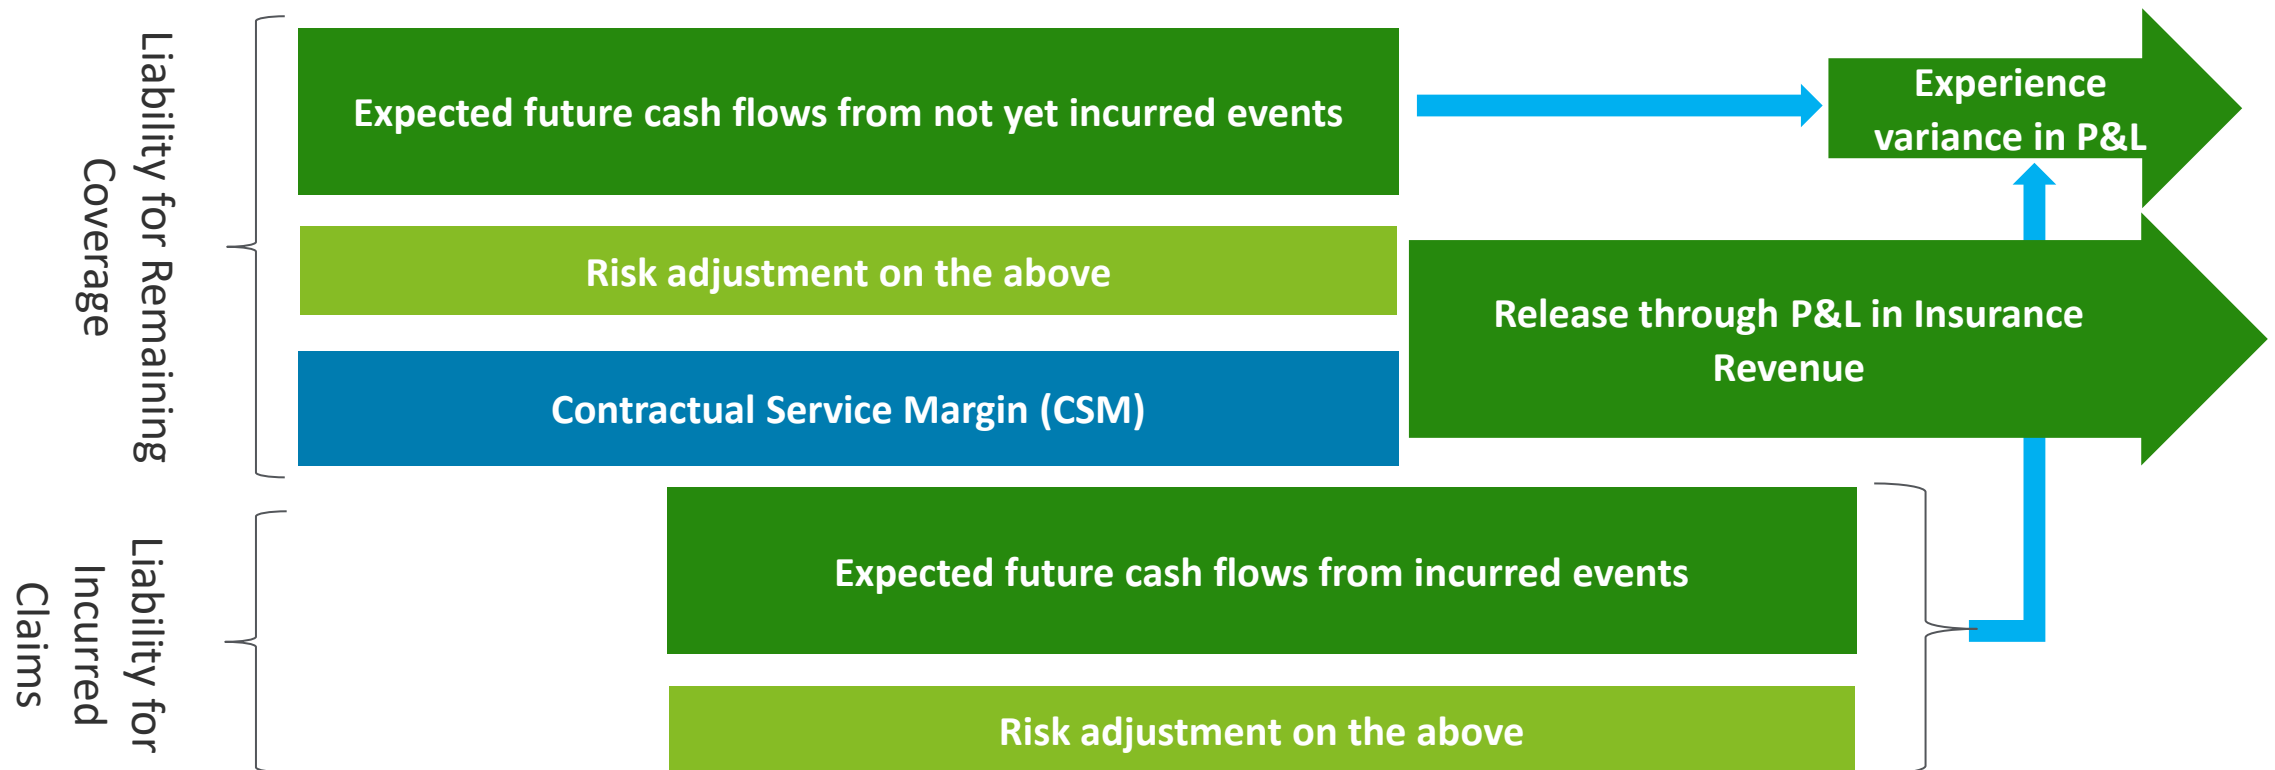 Liability for Remaining
Coverage
Expected future cash flows from not yet incurred events
Experience
variance in P&L
Risk adjustment on the above
Release through P&L in Insurance
Revenue
Contractual Service Margin (CSM)
Liability for
Incurred
Claims
Expected future cash flows from incurred events
Risk adjustment on the above